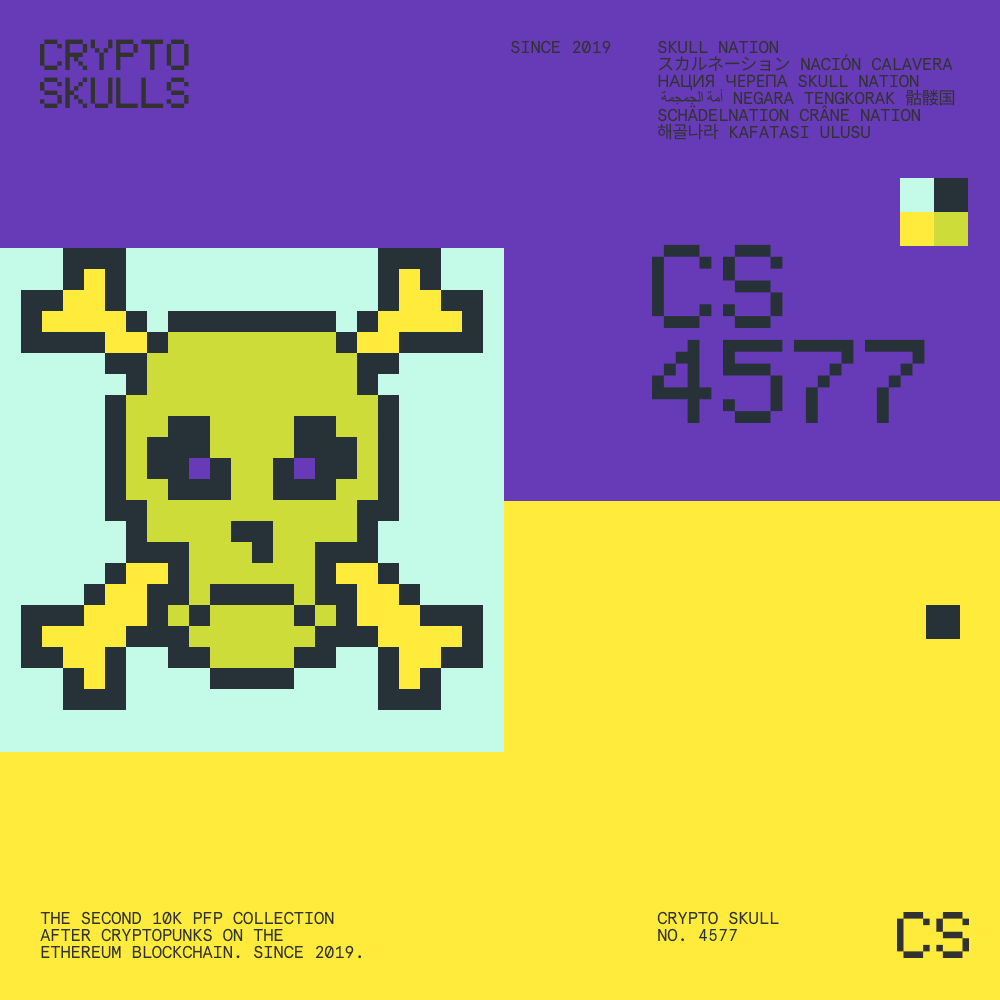 CRYPTO
SKULLS
SINCE 2019
SKULL NATION
スカルネーション NACIÓN CALAVERA
НАЦИЯ ЧЕРЕПА SKULL NATION
أمة الجمجمة NEGARA TENGKORAK 骷髅国
SCHÄDELNATION CRÂNE NATION
해골나라 KAFATASI ULUSU
CS
4577
THE SECOND 10K PFP COLLECTION
AFTER CRYPTOPUNKS ON THE
ETHEREUM BLOCKCHAIN. SINCE 2019.
CRYPTO SKULL
NO. 4577
CS